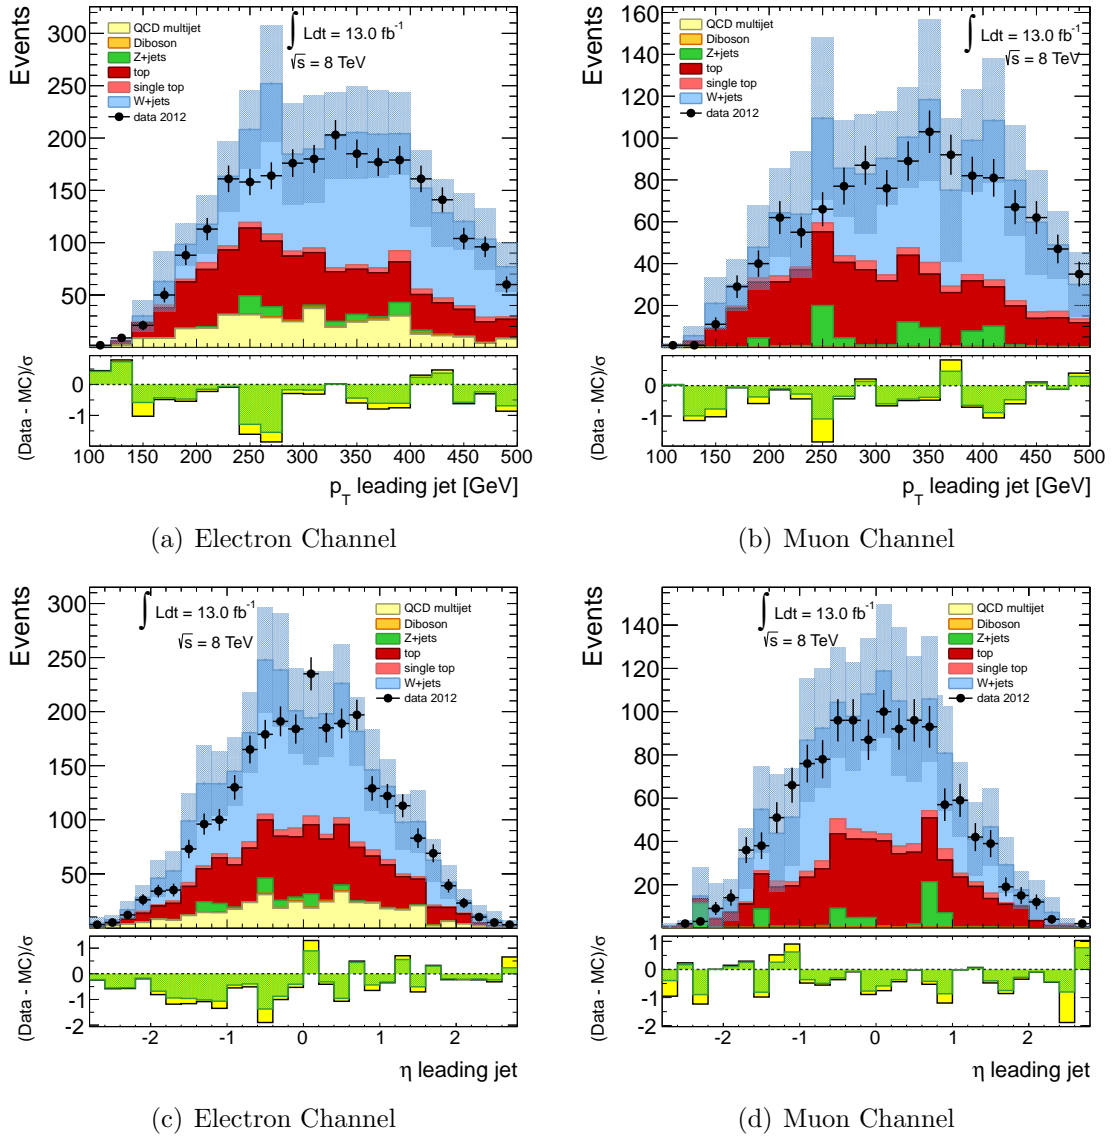 Events
300
250
200
150
100
50
∫ Ldt = 13.0 fb⁻¹
√s = 8 TeV
QCD multijet
Diboson
Z+jets
top
single top
W+jets
data 2012
(Data - MC)/σ
0
-1
100 150 200 250 300 350 400 450 500
p_T leading jet [GeV]
(a) Electron Channel
Events
160
140
120
100
80
60
40
20
QCD multijet
Diboson
Z+jets
top
single top
W+jets
data 2012
∫ Ldt = 13.0 fb⁻¹
√s = 8 TeV
(Data - MC)/σ
0
-1
100 150 200 250 300 350 400 450 500
p_T leading jet [GeV]
(b) Muon Channel
Events
300
250
200
150
100
50
∫ Ldt = 13.0 fb⁻¹
√s = 8 TeV
QCD multijet
Diboson
Z+jets
top
single top
W+jets
data 2012
(Data - MC)/σ
1
0
-1
-2
-2 -1 0 1 2
η leading jet
(c) Electron Channel
Events
140
120
100
80
60
40
20
∫ Ldt = 13.0 fb⁻¹
√s = 8 TeV
QCD multijet
Diboson
Z+jets
top
single top
W+jets
data 2012
(Data - MC)/σ
1
0
-1
-2
-2 -1 0 1 2
η leading jet
(d) Muon Channel